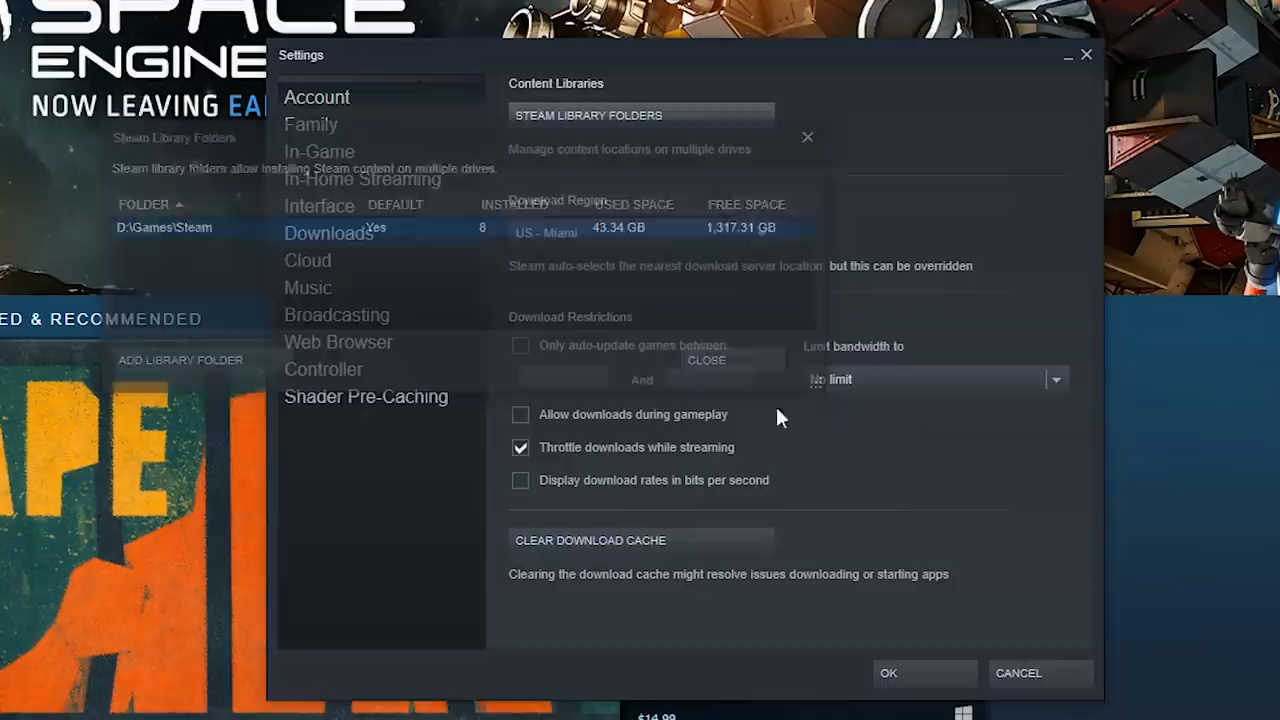 SPACE
ENGINE
NOW LEAVING EA
Settings
Account
Family
In-Game
In-Home Streaming
Interface
Downloads
Cloud
Music
Broadcasting
Web Browser
Controller
Shader Pre-Caching
Content Libraries
STEAM LIBRARY FOLDERS
Manage content locations on multiple drives
Download Region
US - Miami
Steam auto-selects the nearest download server location, but this can be overridden
Download Restrictions
Only auto-update games between:
And
Limit bandwidth to
No limit
Allow downloads during gameplay
Throttle downloads while streaming
Display download rates in bits per second
CLEAR DOWNLOAD CACHE
Clearing the download cache might resolve issues downloading or starting apps
OK
CANCEL
Steam Library Folders
Steam library folders allow installing Steam content on multiple drives.
FOLDER DEFAULT INSTALLED USED SPACE FREE SPACE
D:\Games\Steam Yes 8 43.34 GB 1,317.31 GB
ADD LIBRARY FOLDER
CLOSE
ED & RECOMMENDED
APE
$14.99